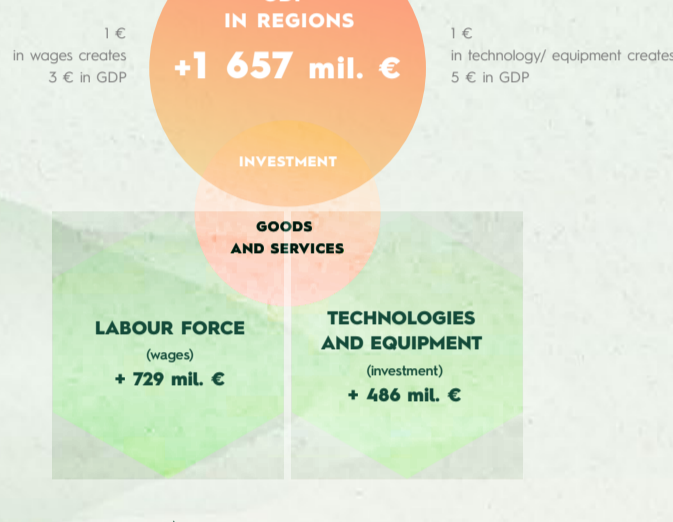 IN REGIONS
+1 657 mil. €
1 €
in wages creates
3 € in GDP
1 €
in technology/ equipment creates
5 € in GDP
INVESTMENT
GOODS
AND SERVICES
LABOUR FORCE
(wages)
+ 729 mil. €
TECHNOLOGIES
AND EQUIPMENT
(investment)
+ 486 mil. €